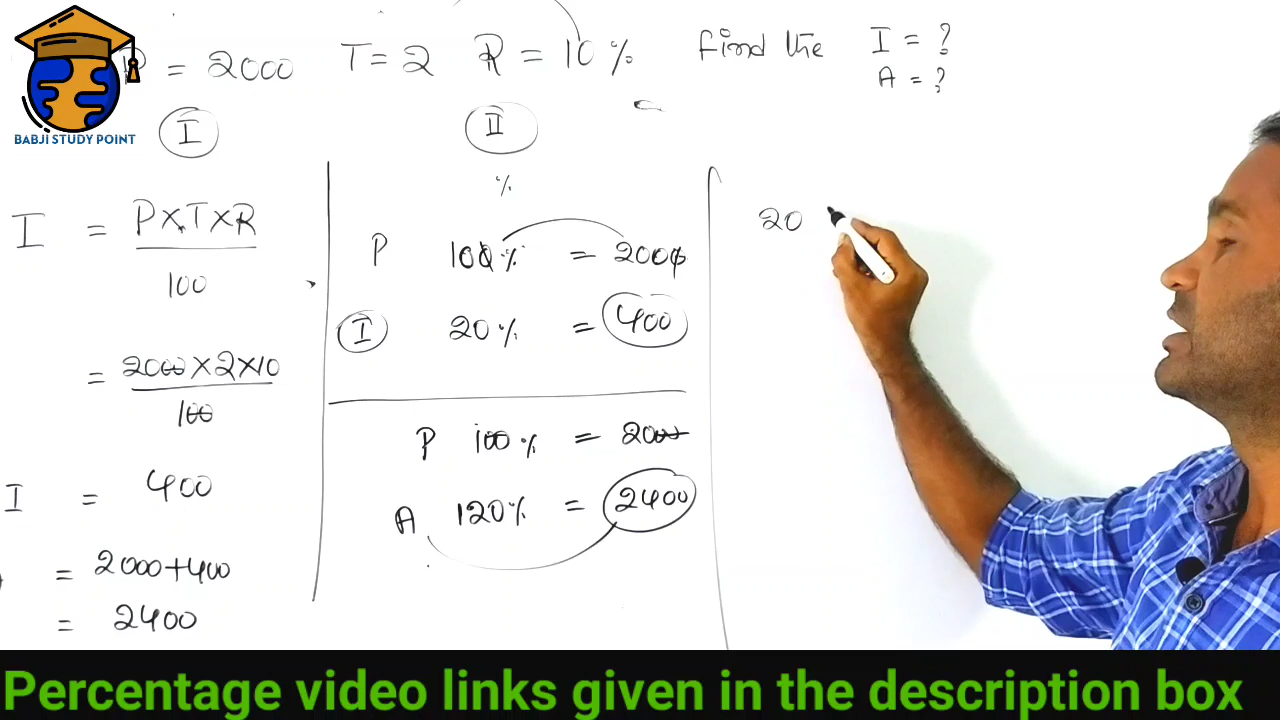 P = 2000 T = 2 R = 10% find the I = ?
A = ?
BABJI STUDY POINT
I
II
%
I = P×T×R
100
= 2000×2×10
100
I = 400
= 2000+400
= 2400
P 100% = 2000
I 20% = 400
P 100% = 2000
A 120% = 2400
20
Percentage video links given in the description box